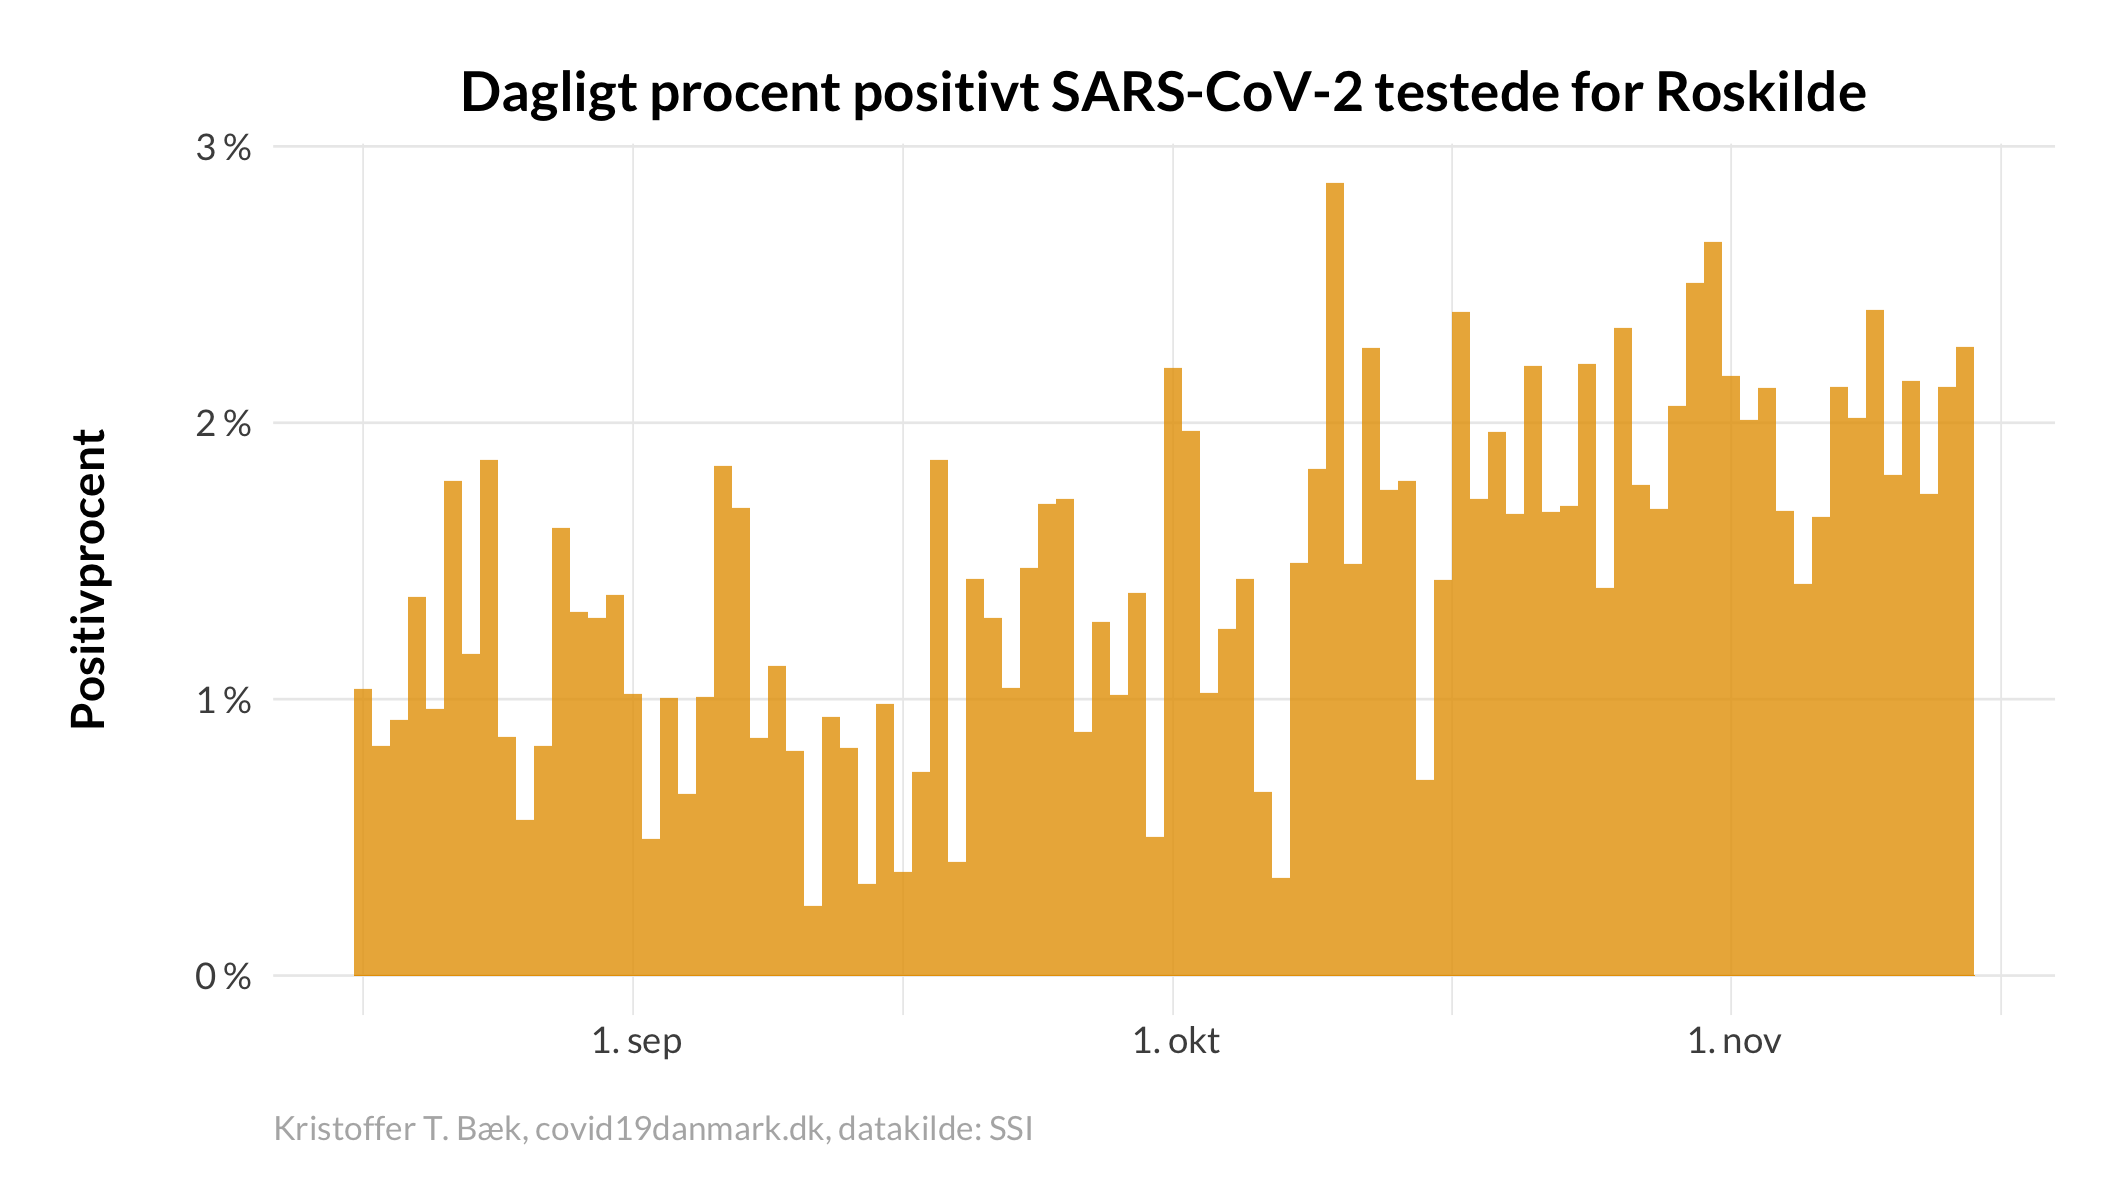 Dagligt procent positivt SARS-CoV-2 testede for Roskilde
Positivprocent
3 %
2 %
1 %
0 %
1. sep
1. okt
1. nov
Kristoffer T. Bæk, covid19danmark.dk, datakilde: SSI